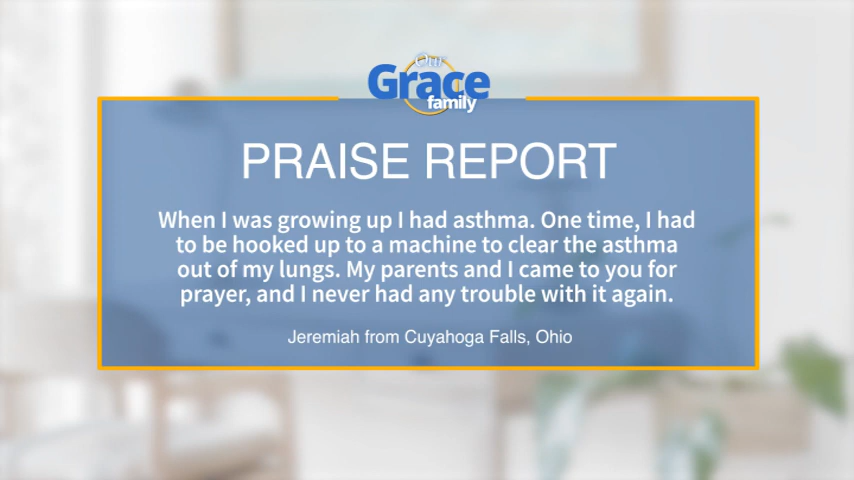 Our
Grace
family
PRAISE REPORT
When I was growing up I had asthma. One time, I had
to be hooked up to a machine to clear the asthma
out of my lungs. My parents and I came to you for
prayer, and I never had any trouble with it again.
Jeremiah from Cuyahoga Falls, Ohio